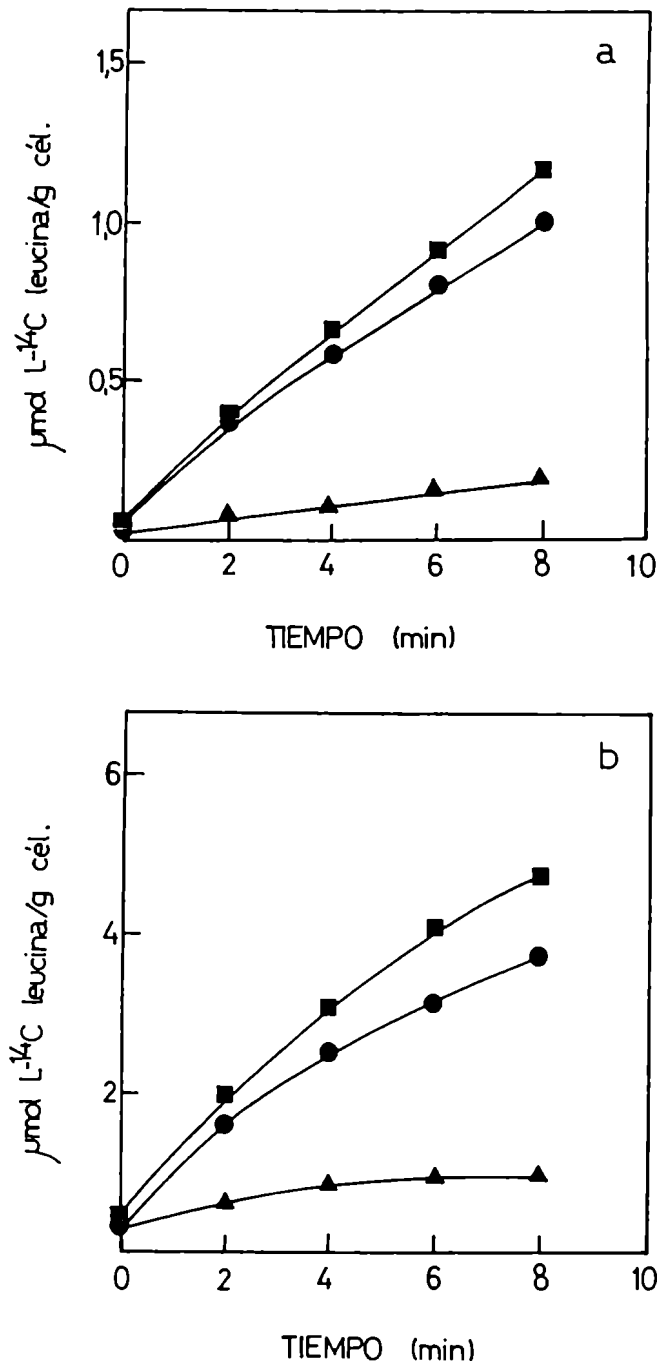 a
1,5
1,0
0,5
µmol L-¹⁴C leucina/g cél.
0 2 4 6 8 10
TIEMPO (min)
b
6
4
2
µmol L-¹⁴C leucina/g cél.
0 2 4 6 8 10
TIEMPO (min)